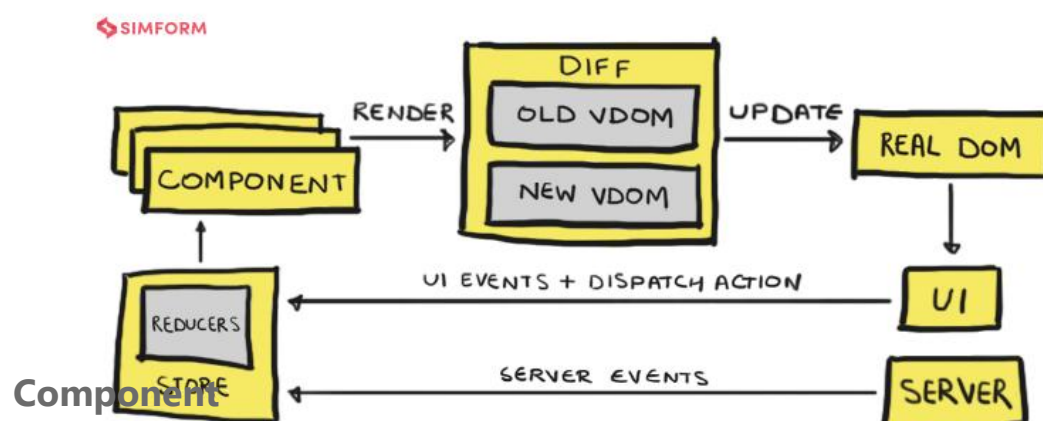 SIMFORM
DIFF
RENDER
OLD VDOM
UPDATE
REAL DOM
COMPONENT
NEW VDOM
UI EVENTS + DISPATCH ACTION
UI
REDUCERS
STORE
SERVER EVENTS
SERVER
Component